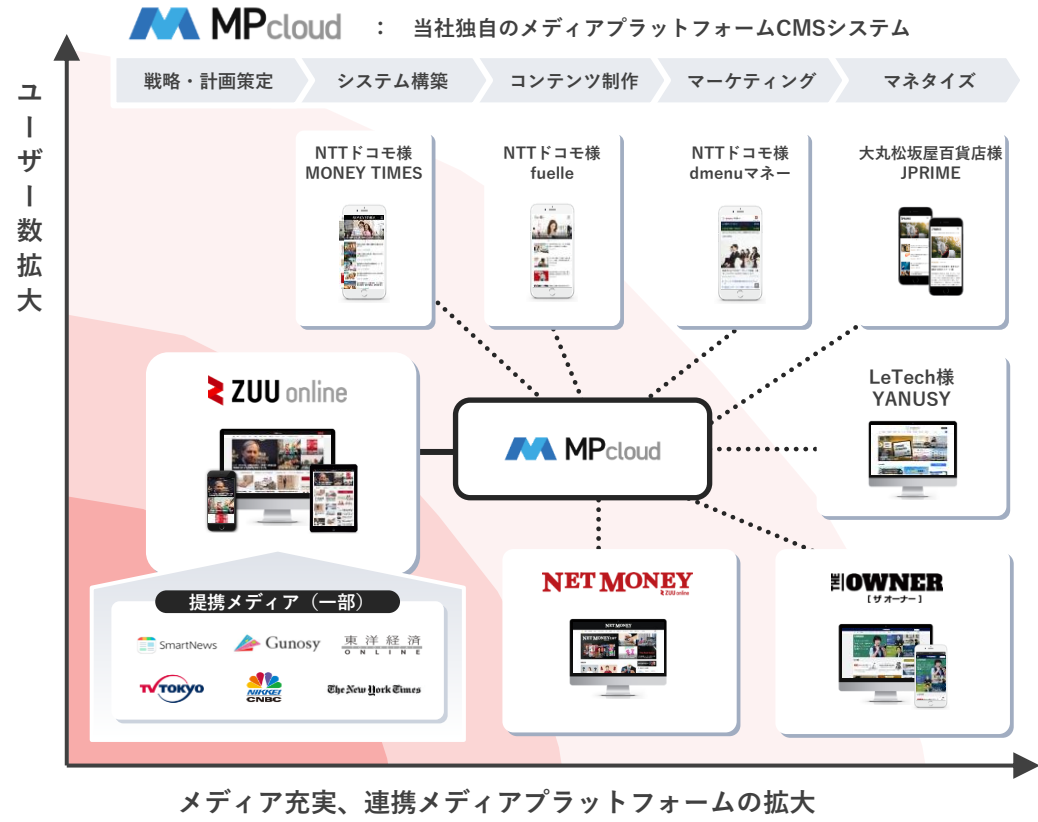 MPcloud : 当社独自のメディアプラットフォームCMSシステム
戦略・計画策定
システム構築
コンテンツ制作
マーケティング
マネタイズ
ユーザー数拡大
NTTドコモ様
MONEY TIMES
NTTドコモ様
fuelle
NTTドコモ様
dmenuマネー
大丸松坂屋百貨店様
JPRIME
ZUU online
MPcloud
LeTech様
YANUSY
提携メディア（一部）
SmartNews
Gunosy
東洋経済
ONLINE
TV TOKYO
NIKKEI
CNBC
The New York Times
NET MONEY
ZUU online
THE OWNER
[ ザ オーナー ]
メディア充実、連携メディアプラットフォームの拡大